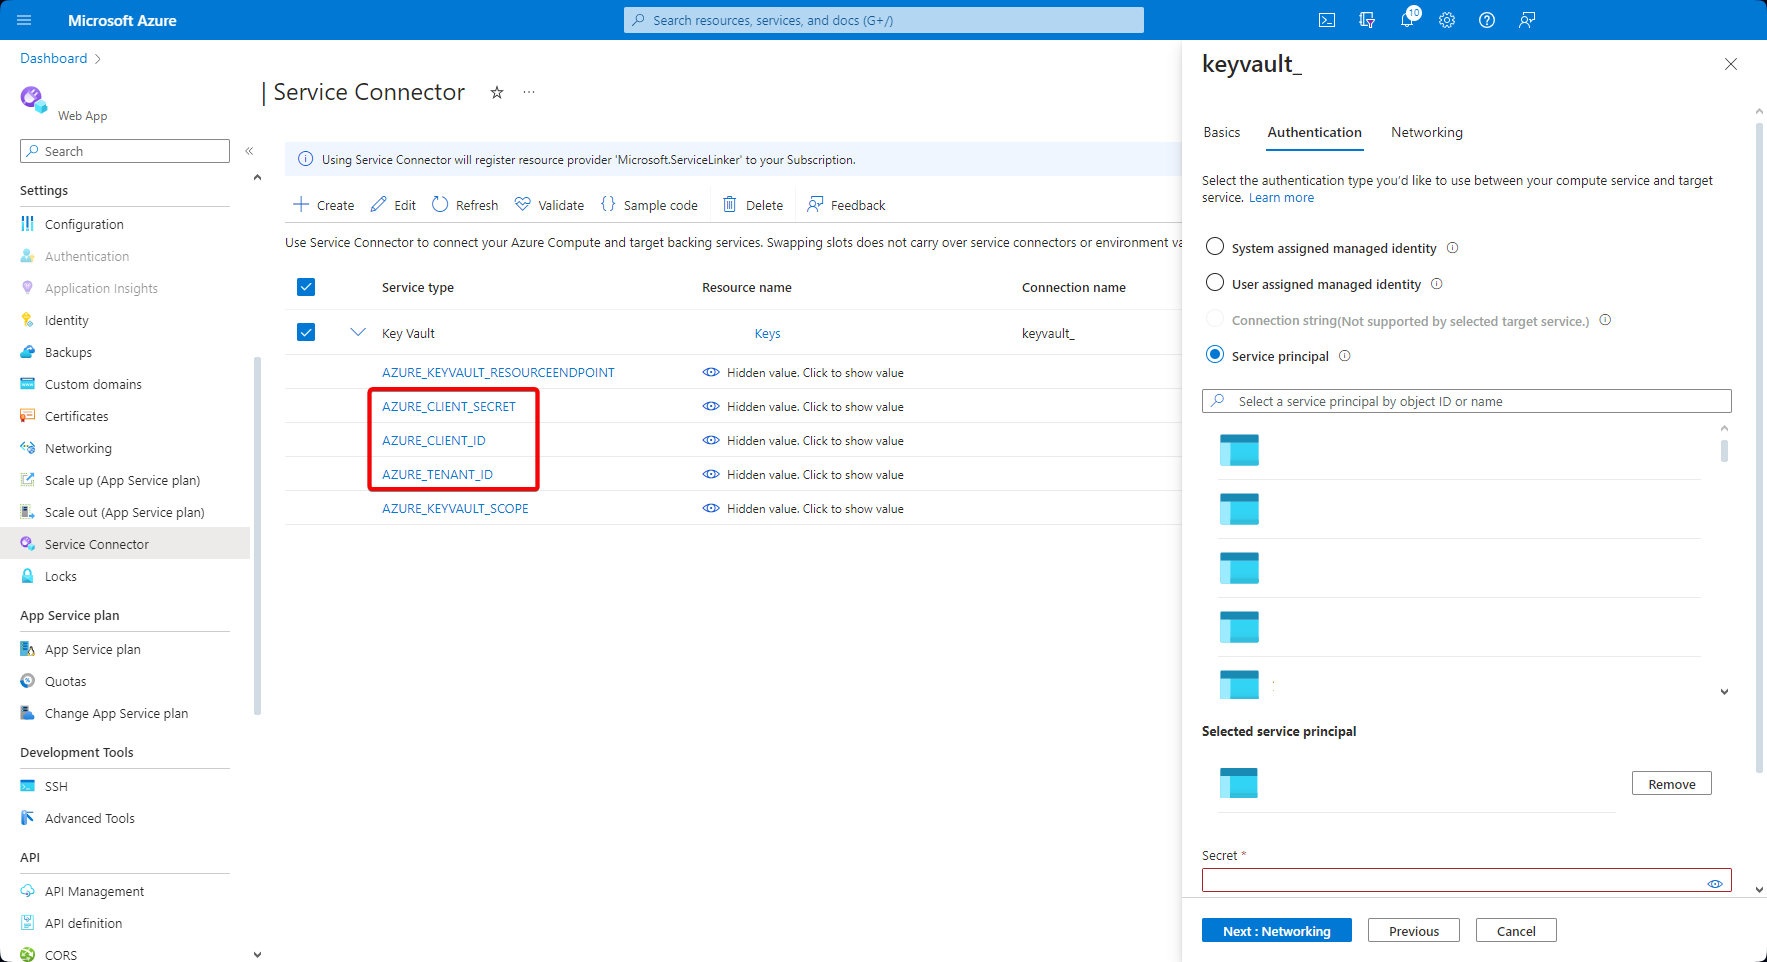 Microsoft Azure
Search resources, services, and docs (G+/)
10
Dashboard
Web App
Search
Settings
Configuration
Authentication
Application Insights
Identity
Backups
Custom domains
Certificates
Networking
Scale up (App Service plan)
Scale out (App Service plan)
Service Connector
Locks
App Service plan
App Service plan
Quotas
Change App Service plan
Development Tools
SSH
Advanced Tools
API
API Management
API definition
CORS
| Service Connector
Using Service Connector will register resource provider 'Microsoft.ServiceLinker' to your Subscription.
Create
Edit
Refresh
Validate
Sample code
Delete
Feedback
Use Service Connector to connect your Azure Compute and target backing services. Swapping slots does not carry over service connectors or environment va
Service type Resource name Connection name
Key Vault Keys keyvault_
AZURE_KEYVAULT_RESOURCEENDPOINT Hidden value. Click to show value
AZURE_CLIENT_SECRET Hidden value. Click to show value
AZURE_CLIENT_ID Hidden value. Click to show value
AZURE_TENANT_ID Hidden value. Click to show value
AZURE_KEYVAULT_SCOPE Hidden value. Click to show value
keyvault_
Basics Authentication Networking
Select the authentication type you'd like to use between your compute service and target
service. Learn more
System assigned managed identity
User assigned managed identity
Connection string(Not supported by selected target service.)
Service principal
Select a service principal by object ID or name
Selected service principal
Remove
Secret *
Next : Networking
Previous
Cancel